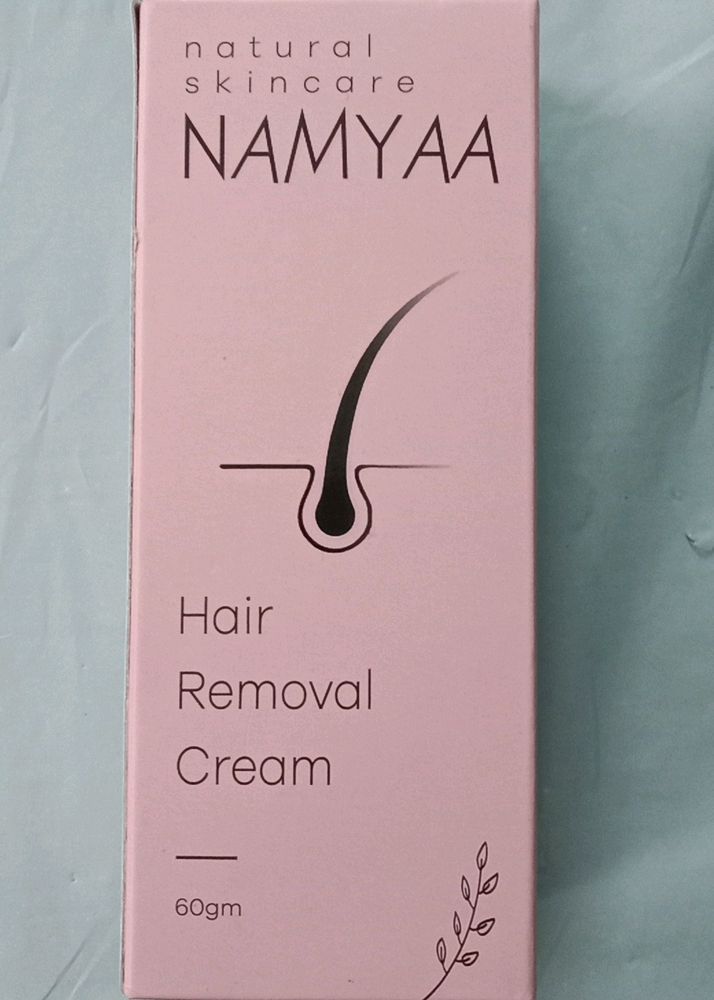 natural
skincare
NAMYAA
Hair
Removal
Cream
60gm